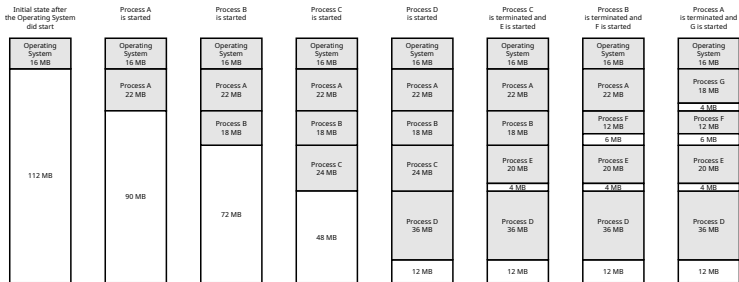 Initial state after
the Operating System
did start
Process A
is started
Process B
is started
Process C
is started
Process D
is started
Process C
is terminated and
E is started
Process B
is terminated and
F is started
Process A
is terminated and
G is started
Operating
System
16 MB
112 MB
Operating
System
16 MB
Process A
22 MB
90 MB
Operating
System
16 MB
Process A
22 MB
Process B
18 MB
72 MB
Operating
System
16 MB
Process A
22 MB
Process B
18 MB
Process C
24 MB
48 MB
Operating
System
16 MB
Process A
22 MB
Process B
18 MB
Process C
24 MB
Process D
36 MB
12 MB
Operating
System
16 MB
Process A
22 MB
Process B
18 MB
Process E
20 MB
4 MB
Process D
36 MB
12 MB
Operating
System
16 MB
Process A
22 MB
Process F
12 MB
6 MB
Process E
20 MB
4 MB
Process D
36 MB
12 MB
Operating
System
16 MB
Process G
18 MB
4 MB
Process F
12 MB
6 MB
Process E
20 MB
4 MB
Process D
36 MB
12 MB